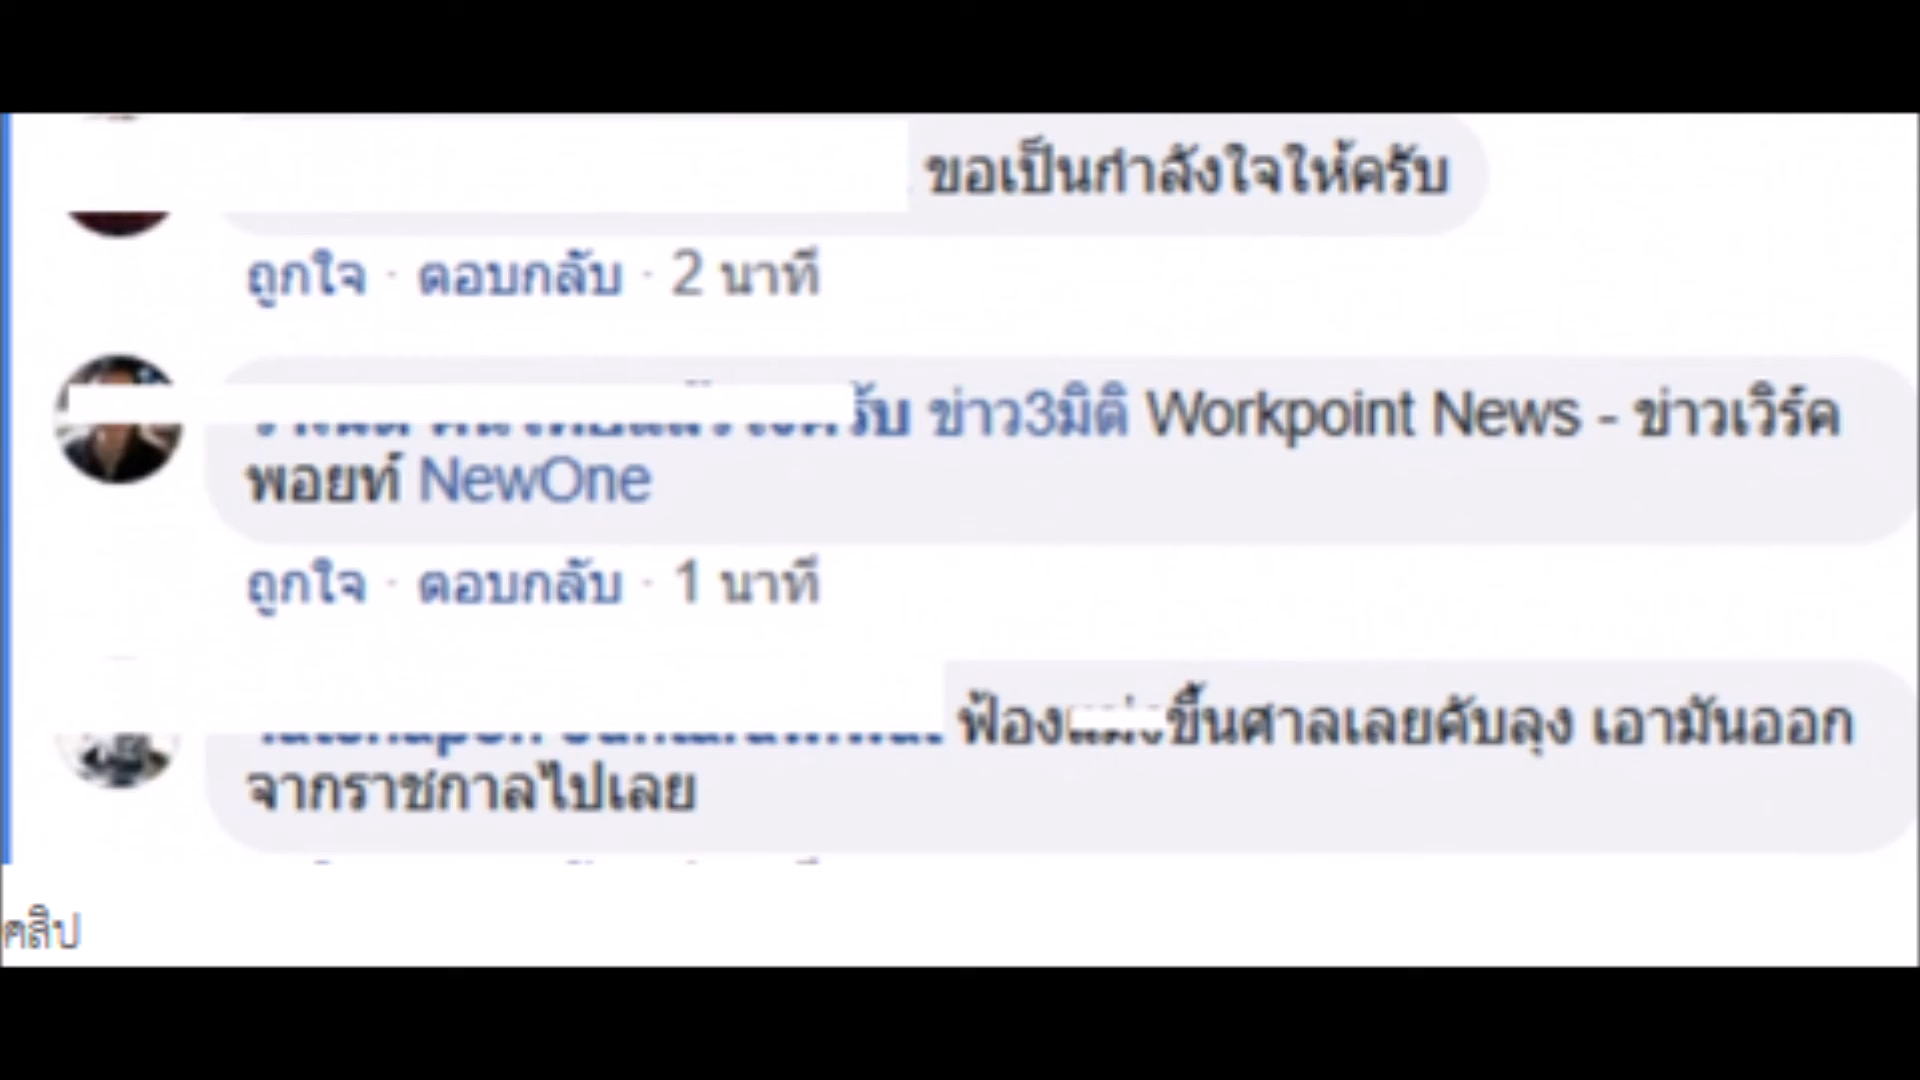 ขอเป็นกำลังใจให้ครับ
ถูกใจ · ตอบกลับ · 2 นาที
รับ ข่าว3มิติ Workpoint News - ข่าวเวิร์ค
พอยท์ NewOne
ถูกใจ · ตอบกลับ · 1 นาที
ฟ้อง ขึ้นศาลเลยคับลุง เอามันออก
จากราชกาลไปเลย
คลิป